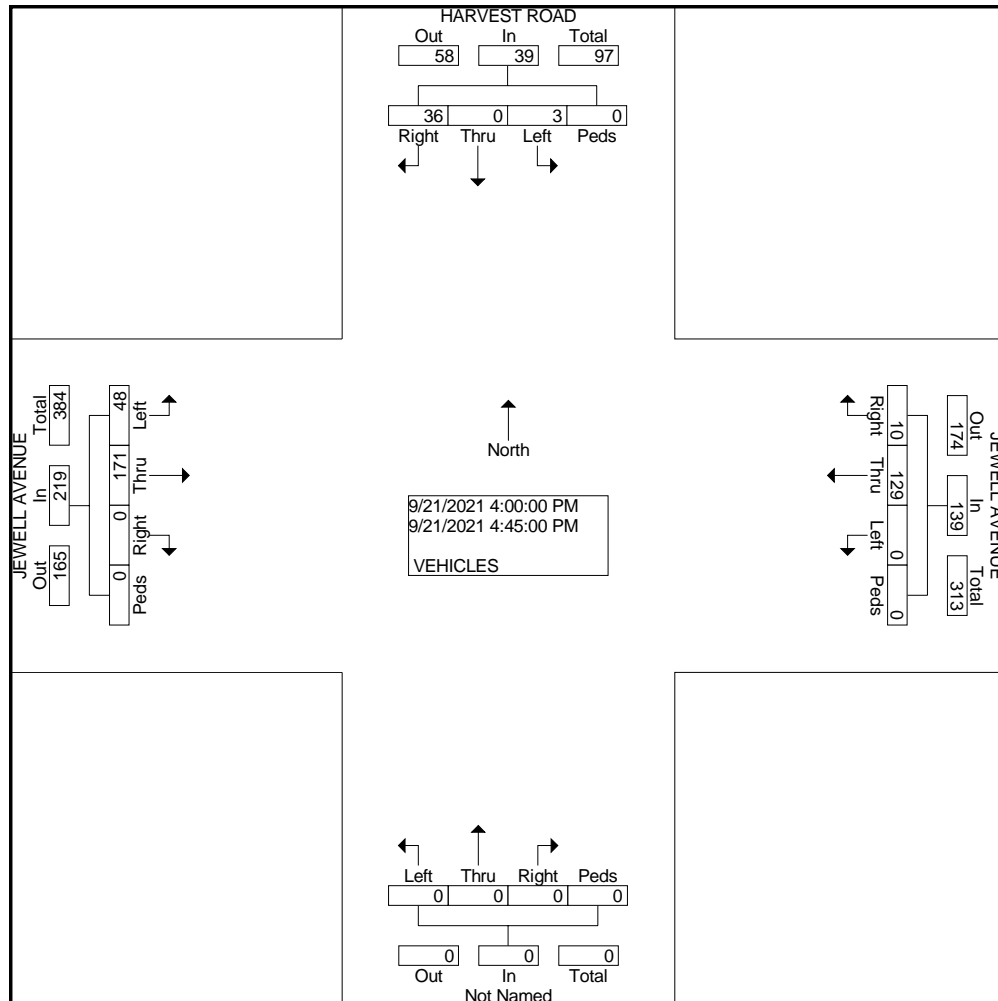 HARVEST ROAD
Out In Total
58 39 97
36 0 3 0
Right Thru Left Peds
JEWELL AVENUE
Total In Out
384 219 165
48 171 0 0
Left Thru Right Peds
North
9/21/2021 4:00:00 PM
9/21/2021 4:45:00 PM
VEHICLES
JEWELL AVENUE
Out In Total
174 139 313
10 129 0 0
Right Thru Left Peds
Left Thru Right Peds
0 0 0 0
0 0 0
Out In Total
Not Named